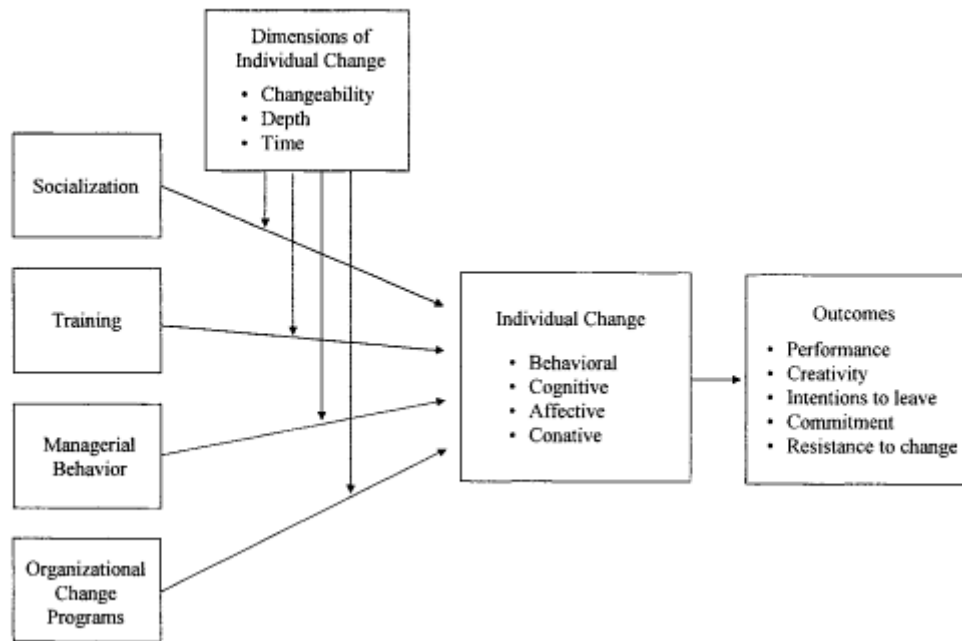 Dimensions of
Individual Change
• Changeability
• Depth
• Time
Socialization
Training
Managerial
Behavior
Organizational
Change
Programs
Individual Change
• Behavioral
• Cognitive
• Affective
• Conative
Outcomes
• Performance
• Creativity
• Intentions to leave
• Commitment
• Resistance to change